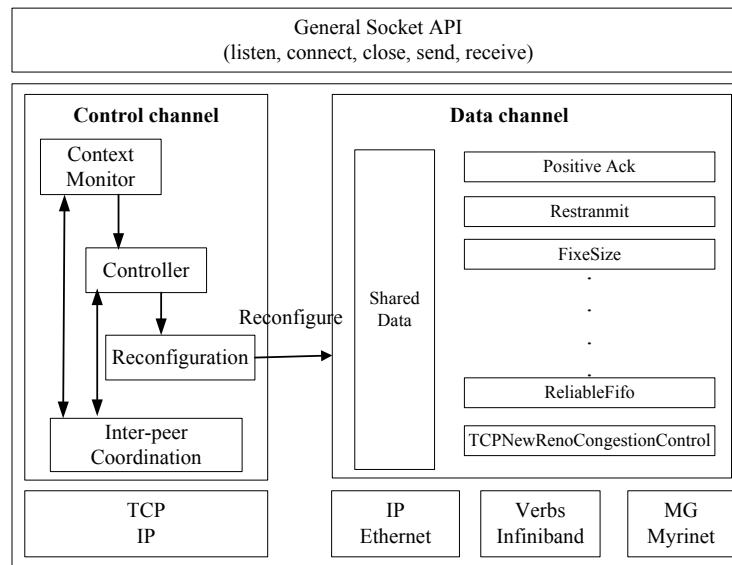 General Socket API
(listen, connect, close, send, receive)
Control channel
Context
Monitor
Controller
Reconfiguration
Inter-peer
Coordination
TCP
IP
Reconfigure
Data channel
Shared
Data
Positive Ack
Restranmit
FixeSize
ReliableFifo
TCPNewRenoCongestionControl
IP
Ethernet
Verbs
Infiniband
MG
Myrinet